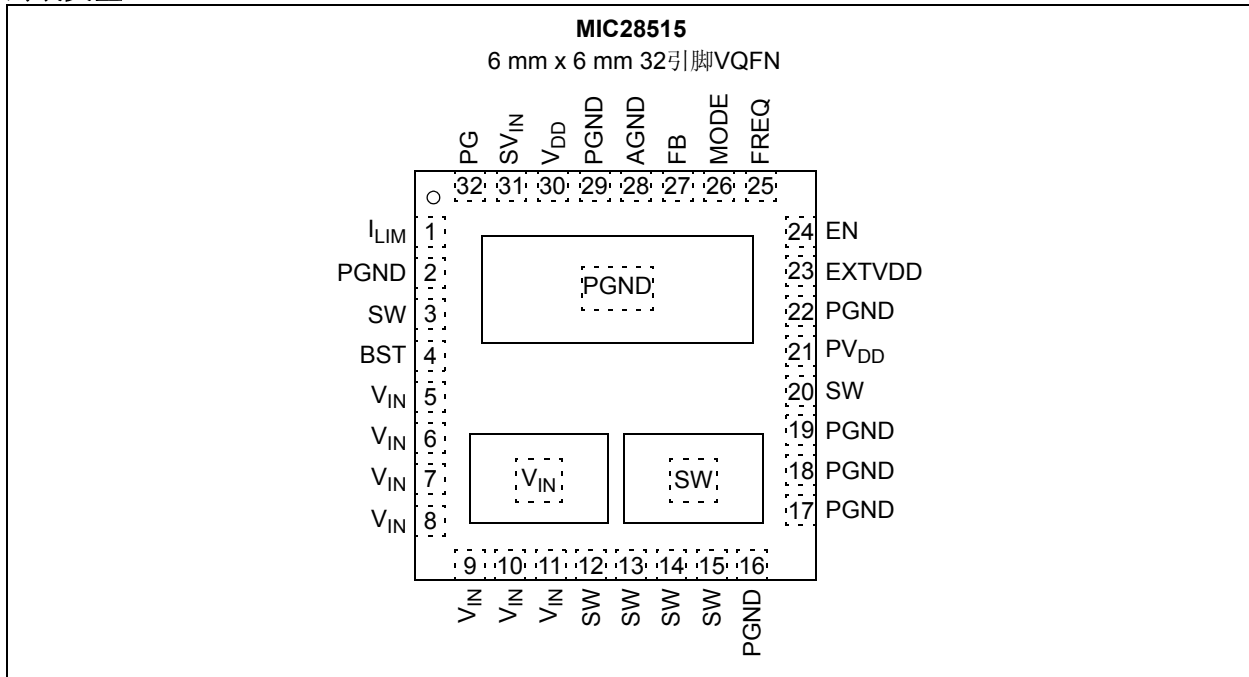 MIC28515
6 mm x 6 mm 32引脚VQFN
PG
SVIN
VDD
PGND
AGND
FB
MODE
FREQ
32 31 30 29 28 27 26 25
ILIM 1
PGND 2
SW 3
BST 4
VIN 5
VIN 6
VIN 7
VIN 8
24 EN
23 EXTVDD
22 PGND
21 PVDD
20 SW
19 PGND
18 PGND
17 PGND
PGND
VIN
SW
9 10 11 12 13 14 15 16
VIN
VIN
VIN
SW
SW
SW
SW
PGND